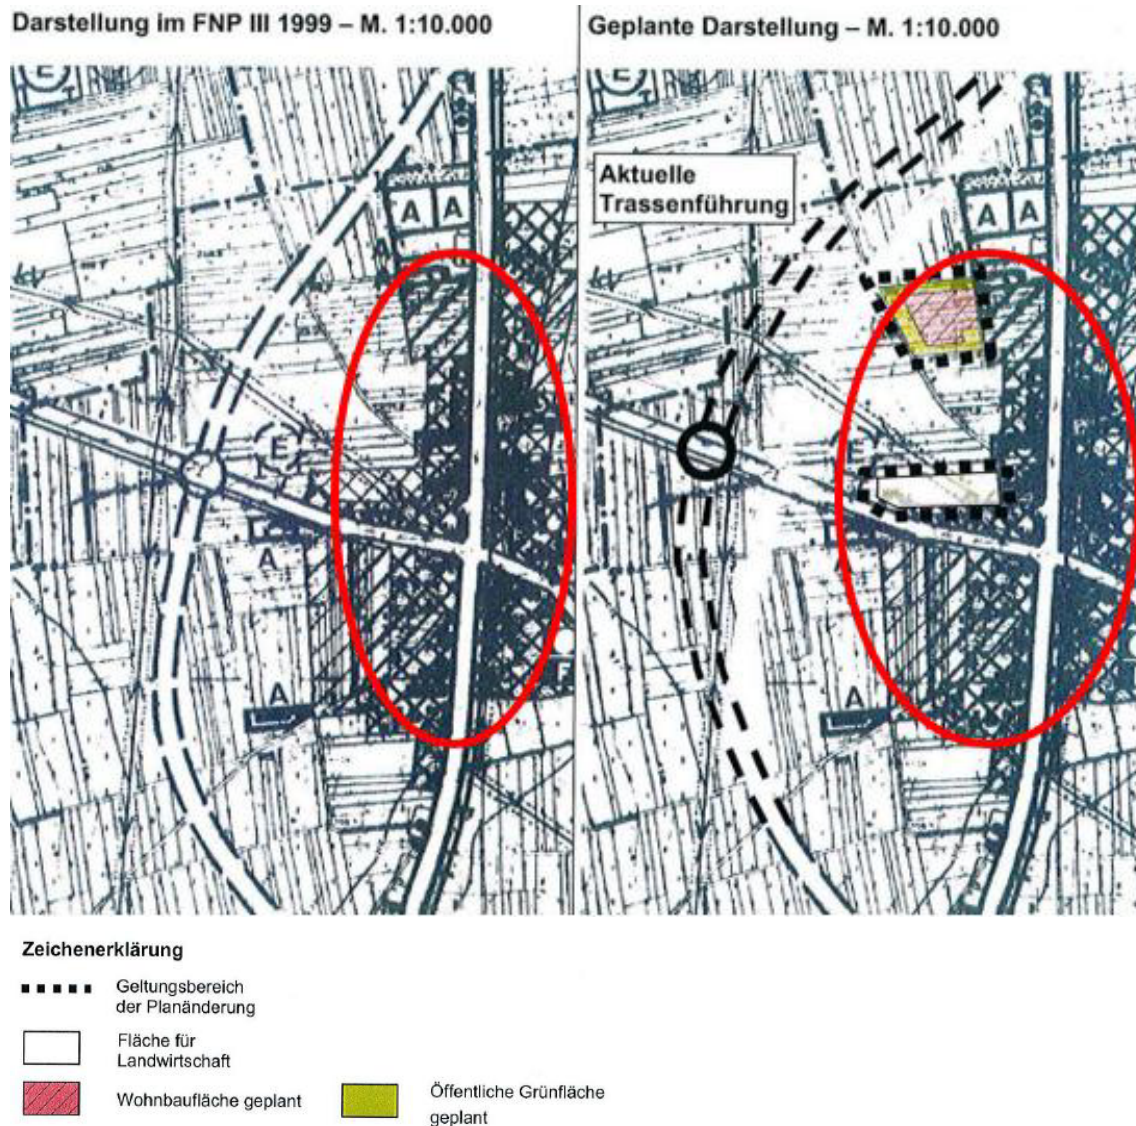 Darstellung im FNP III 1999 – M. 1:10.000
Geplante Darstellung – M. 1:10.000
E
E
Aktuelle
Trassenführung
A A
A A
E
E
A
A
A
F
Zeichenerklärung
Geltungsbereich
der Planänderung
Fläche für
Landwirtschaft
Wohnbaufläche geplant
Öffentliche Grünfläche
geplant